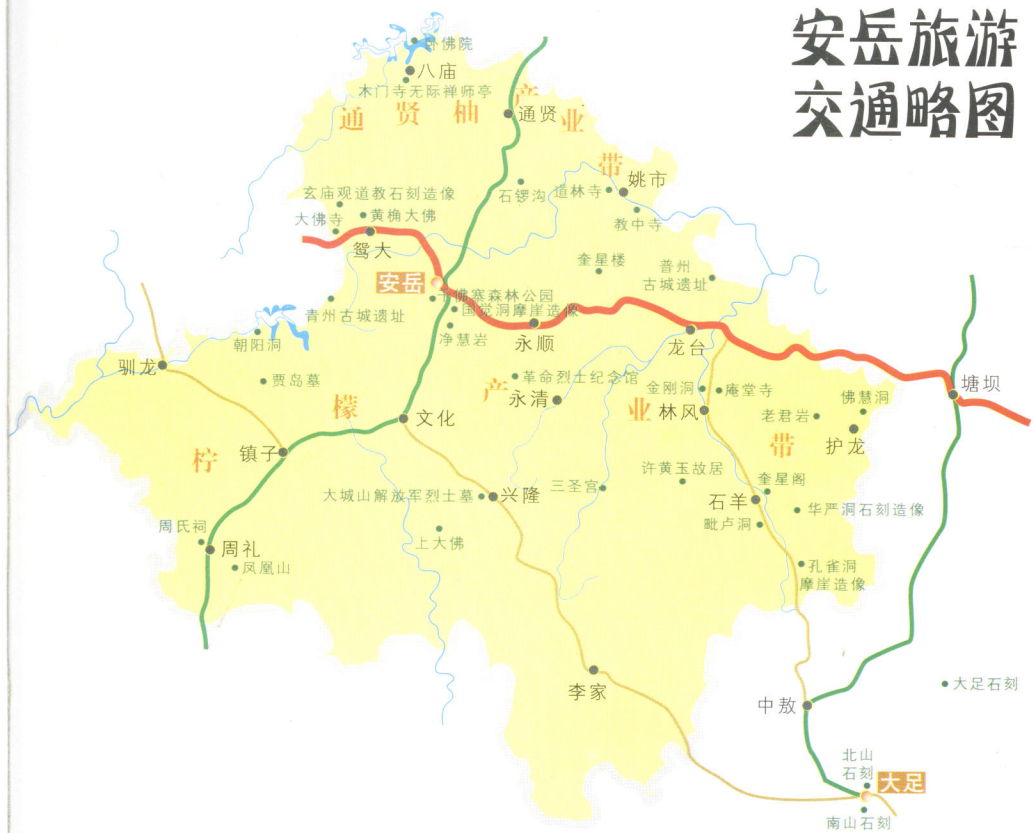 安岳旅游
交通略图
卧佛院
八庙
木门寺无际禅师亭
通贤柚产业带
通贤
姚市
石锣沟
道林寺
教中寺
玄庙观道教石刻造像
大佛寺
黄桷大佛
鸳大
奎星楼
普州
古城遗址
安岳
千佛寨森林公园
国觉洞摩崖造像
青州古城遗址
净慧岩
永顺
龙台
朝阳洞
驯龙
贾岛墓
革命烈士纪念馆
永清
金刚洞
庵堂寺
林风
老君岩
佛慧洞
护龙
塘坝
柠檬产业带
文化
镇子
大城山解放军烈士墓
兴隆
三圣宫
许黄玉故居
奎星阁
石羊
毗卢洞
华严洞石刻造像
周氏祠
周礼
凤凰山
上大佛
孔雀洞
摩崖造像
李家
中敖
大足石刻
北山
石刻
大足
南山石刻